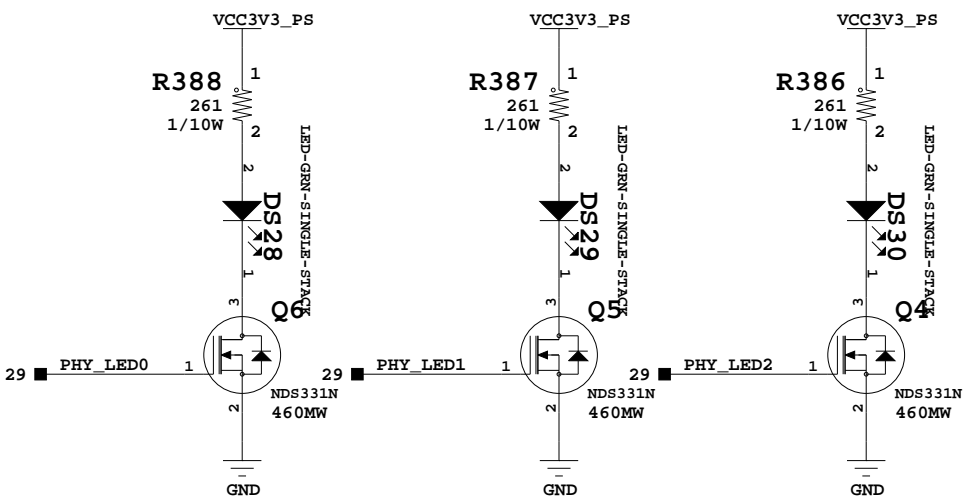 VCC3V3_PS
R388
261
1/10W
1
2
2
LED-GRN-SINGLE-STACK
DS28
1
3
Q6
29
PHY_LED0
1
NDS331N
460MW
2
GND
VCC3V3_PS
R387
261
1/10W
1
2
2
LED-GRN-SINGLE-STACK
DS29
1
3
Q5
29
PHY_LED1
1
NDS331N
460MW
2
GND
VCC3V3_PS
R386
261
1/10W
1
2
2
LED-GRN-SINGLE-STACK
DS30
1
3
Q4
29
PHY_LED2
1
NDS331N
460MW
2
GND